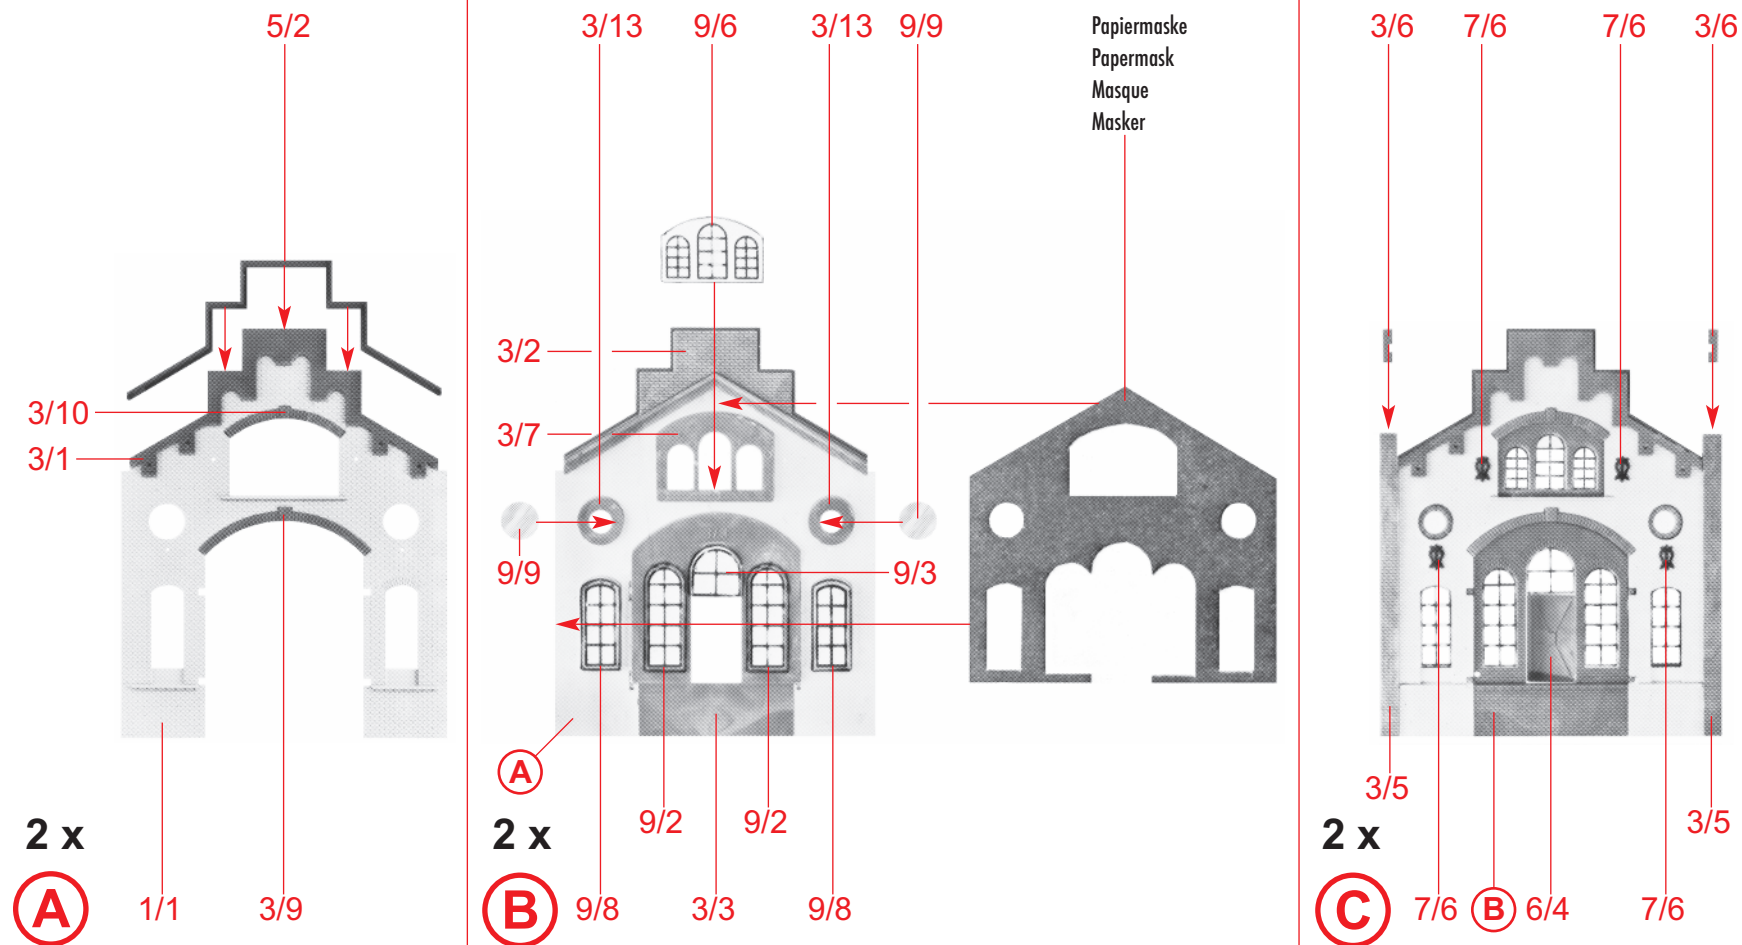 5/2
3/10
3/1
2 x
A
1/1
3/9
3/13
9/6
3/13
9/9
Papiermaske
Papermask
Masque
Masker
3/2
3/7
9/9
9/3
A
9/2
9/2
2 x
B
9/8
3/3
9/8
3/6
7/6
7/6
3/6
3/5
3/5
2 x
C
7/6
B
6/4
7/6